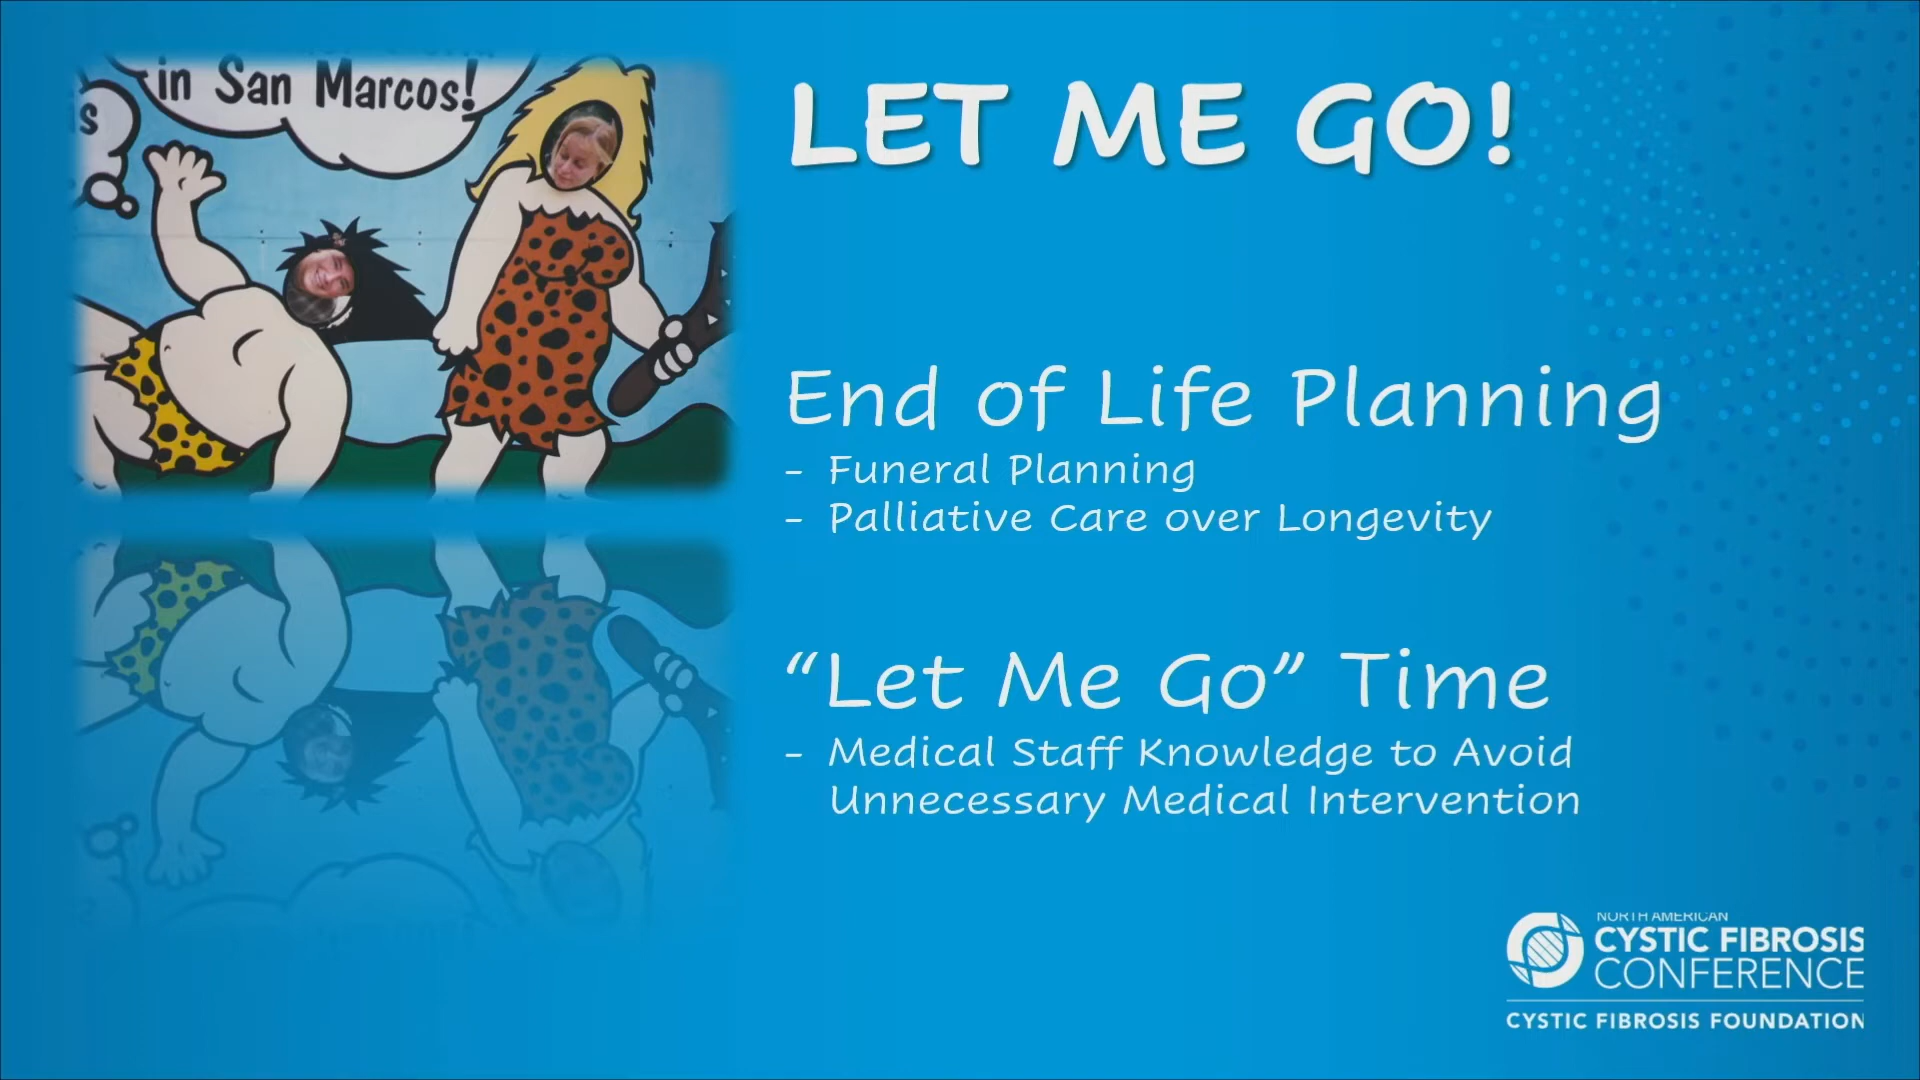 in San Marcos!
s
LET ME GO!
End of Life Planning
- Funeral Planning
- Palliative Care over Longevity
“Let Me Go” Time
- Medical Staff Knowledge to Avoid
Unnecessary Medical Intervention
NORTH AMERICAN
CYSTIC FIBROSIS
CONFERENCE
CYSTIC FIBROSIS FOUNDATION